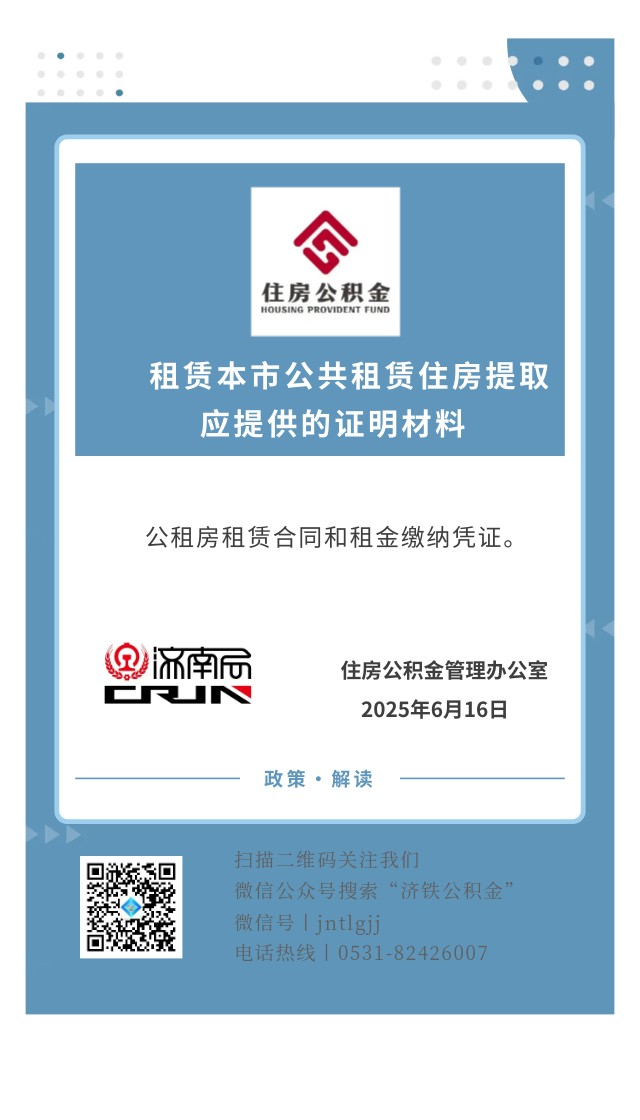 住房公积金
HOUSING PROVIDENT FUND
租赁本市公共租赁住房提取
应提供的证明材料
公租房租赁合同和租金缴纳凭证。
济南局
CRJN
住房公积金管理办公室
2025年6月16日
政策·解读
扫描二维码关注我们
微信公众号搜索“济铁公积金”
微信号丨jntlgjj
电话热线丨0531-82426007